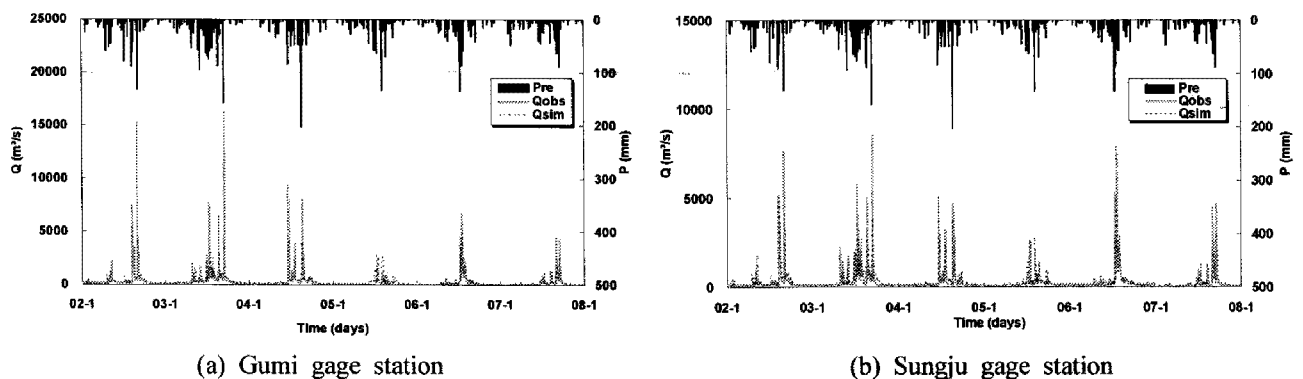 25000
20000
15000
10000
5000
0
Q (m³/s)
0
100
200
300
400
500
P (mm)
Pre
Qobs
Qsim
02-1 03-1 04-1 05-1 06-1 07-1 08-1
Time (days)
(a) Gumi gage station
15000
10000
5000
0
Q (m³/s)
0
100
200
300
400
500
P (mm)
Pre
Qobs
Qsim
02-1 03-1 04-1 05-1 06-1 07-1 08-1
Time (days)
(b) Sungju gage station